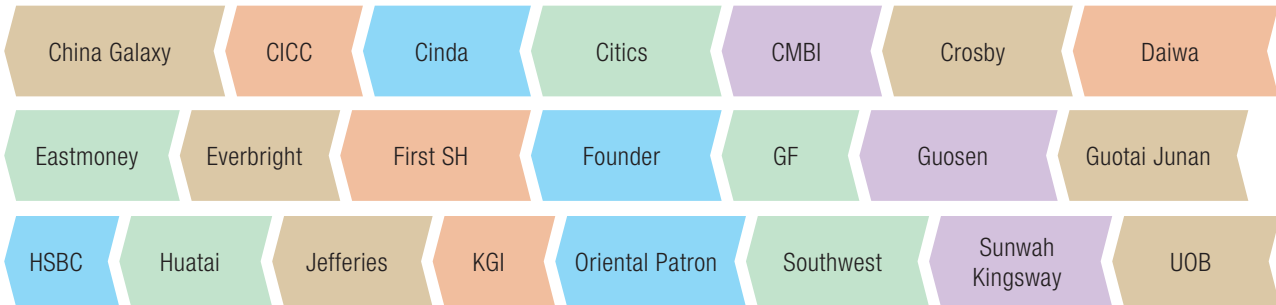 China Galaxy
CICC
Cinda
Citics
CMBI
Crosby
Daiwa
Eastmoney
Everbright
First SH
Founder
GF
Guosen
Guotai Junan
HSBC
Huatai
Jefferies
KGI
Oriental Patron
Southwest
Sunwah
Kingsway
UOB